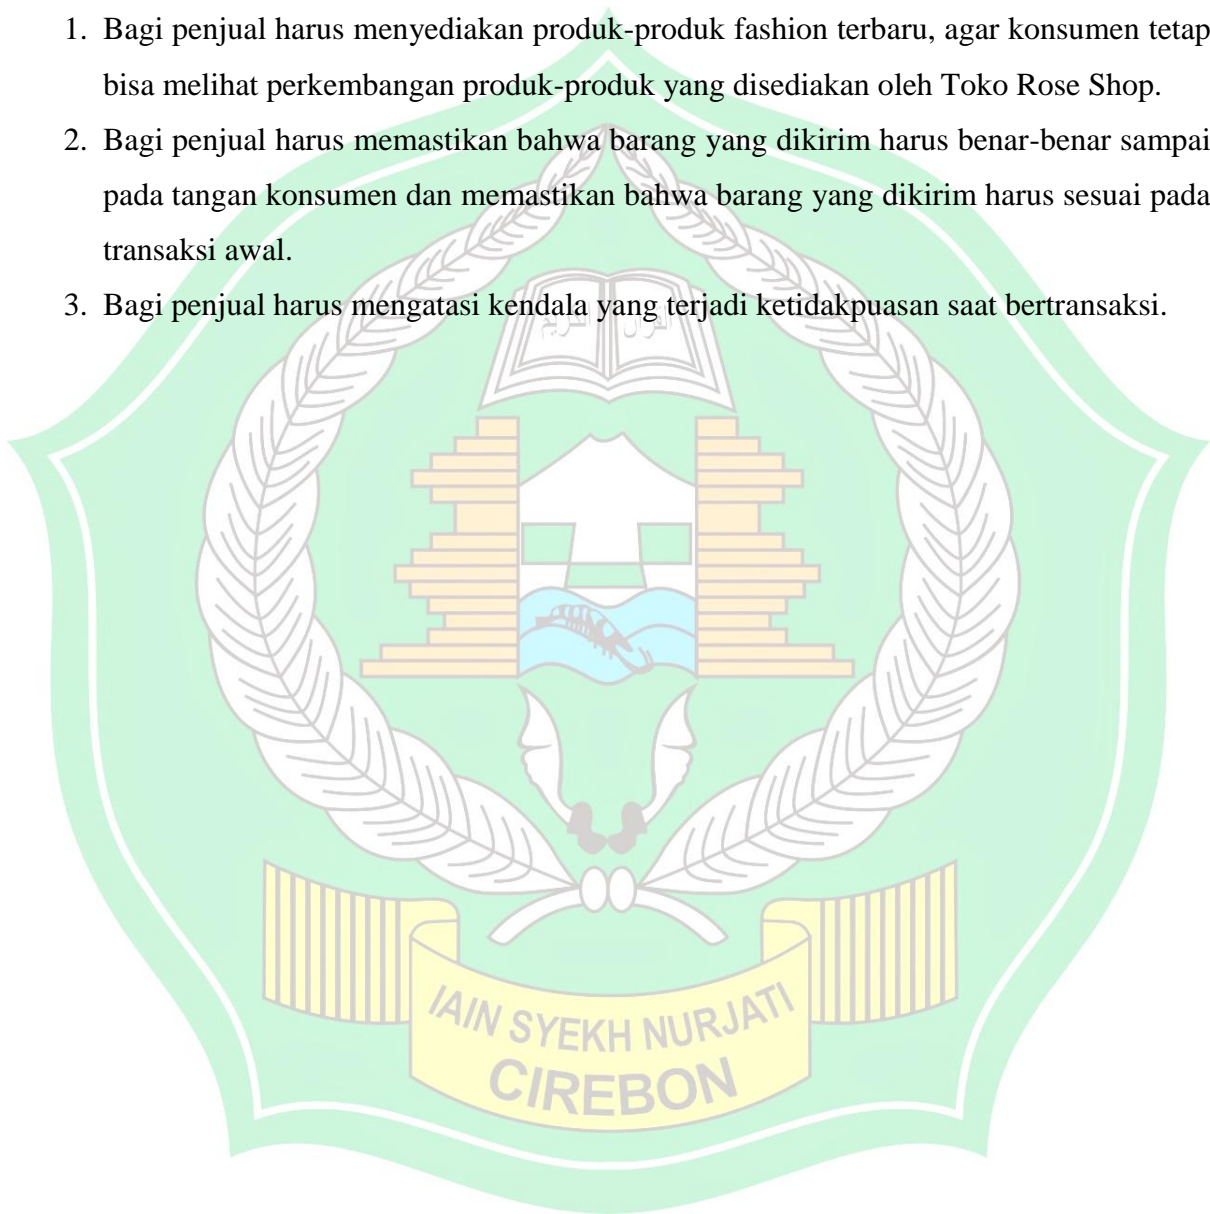 1. Bagi penjual harus menyediakan produk-produk fashion terbaru, agar konsumen tetap
bisa melihat perkembangan produk-produk yang disediakan oleh Toko Rose Shop.
2. Bagi penjual harus memastikan bahwa barang yang dikirim harus benar-benar sampai
pada tangan konsumen dan memastikan bahwa barang yang dikirim harus sesuai pada
transaksi awal.
3. Bagi penjual harus mengatasi kendala yang terjadi ketidakpuasan saat bertransaksi.
IAIN SYEKH NURJATI
CIREBON